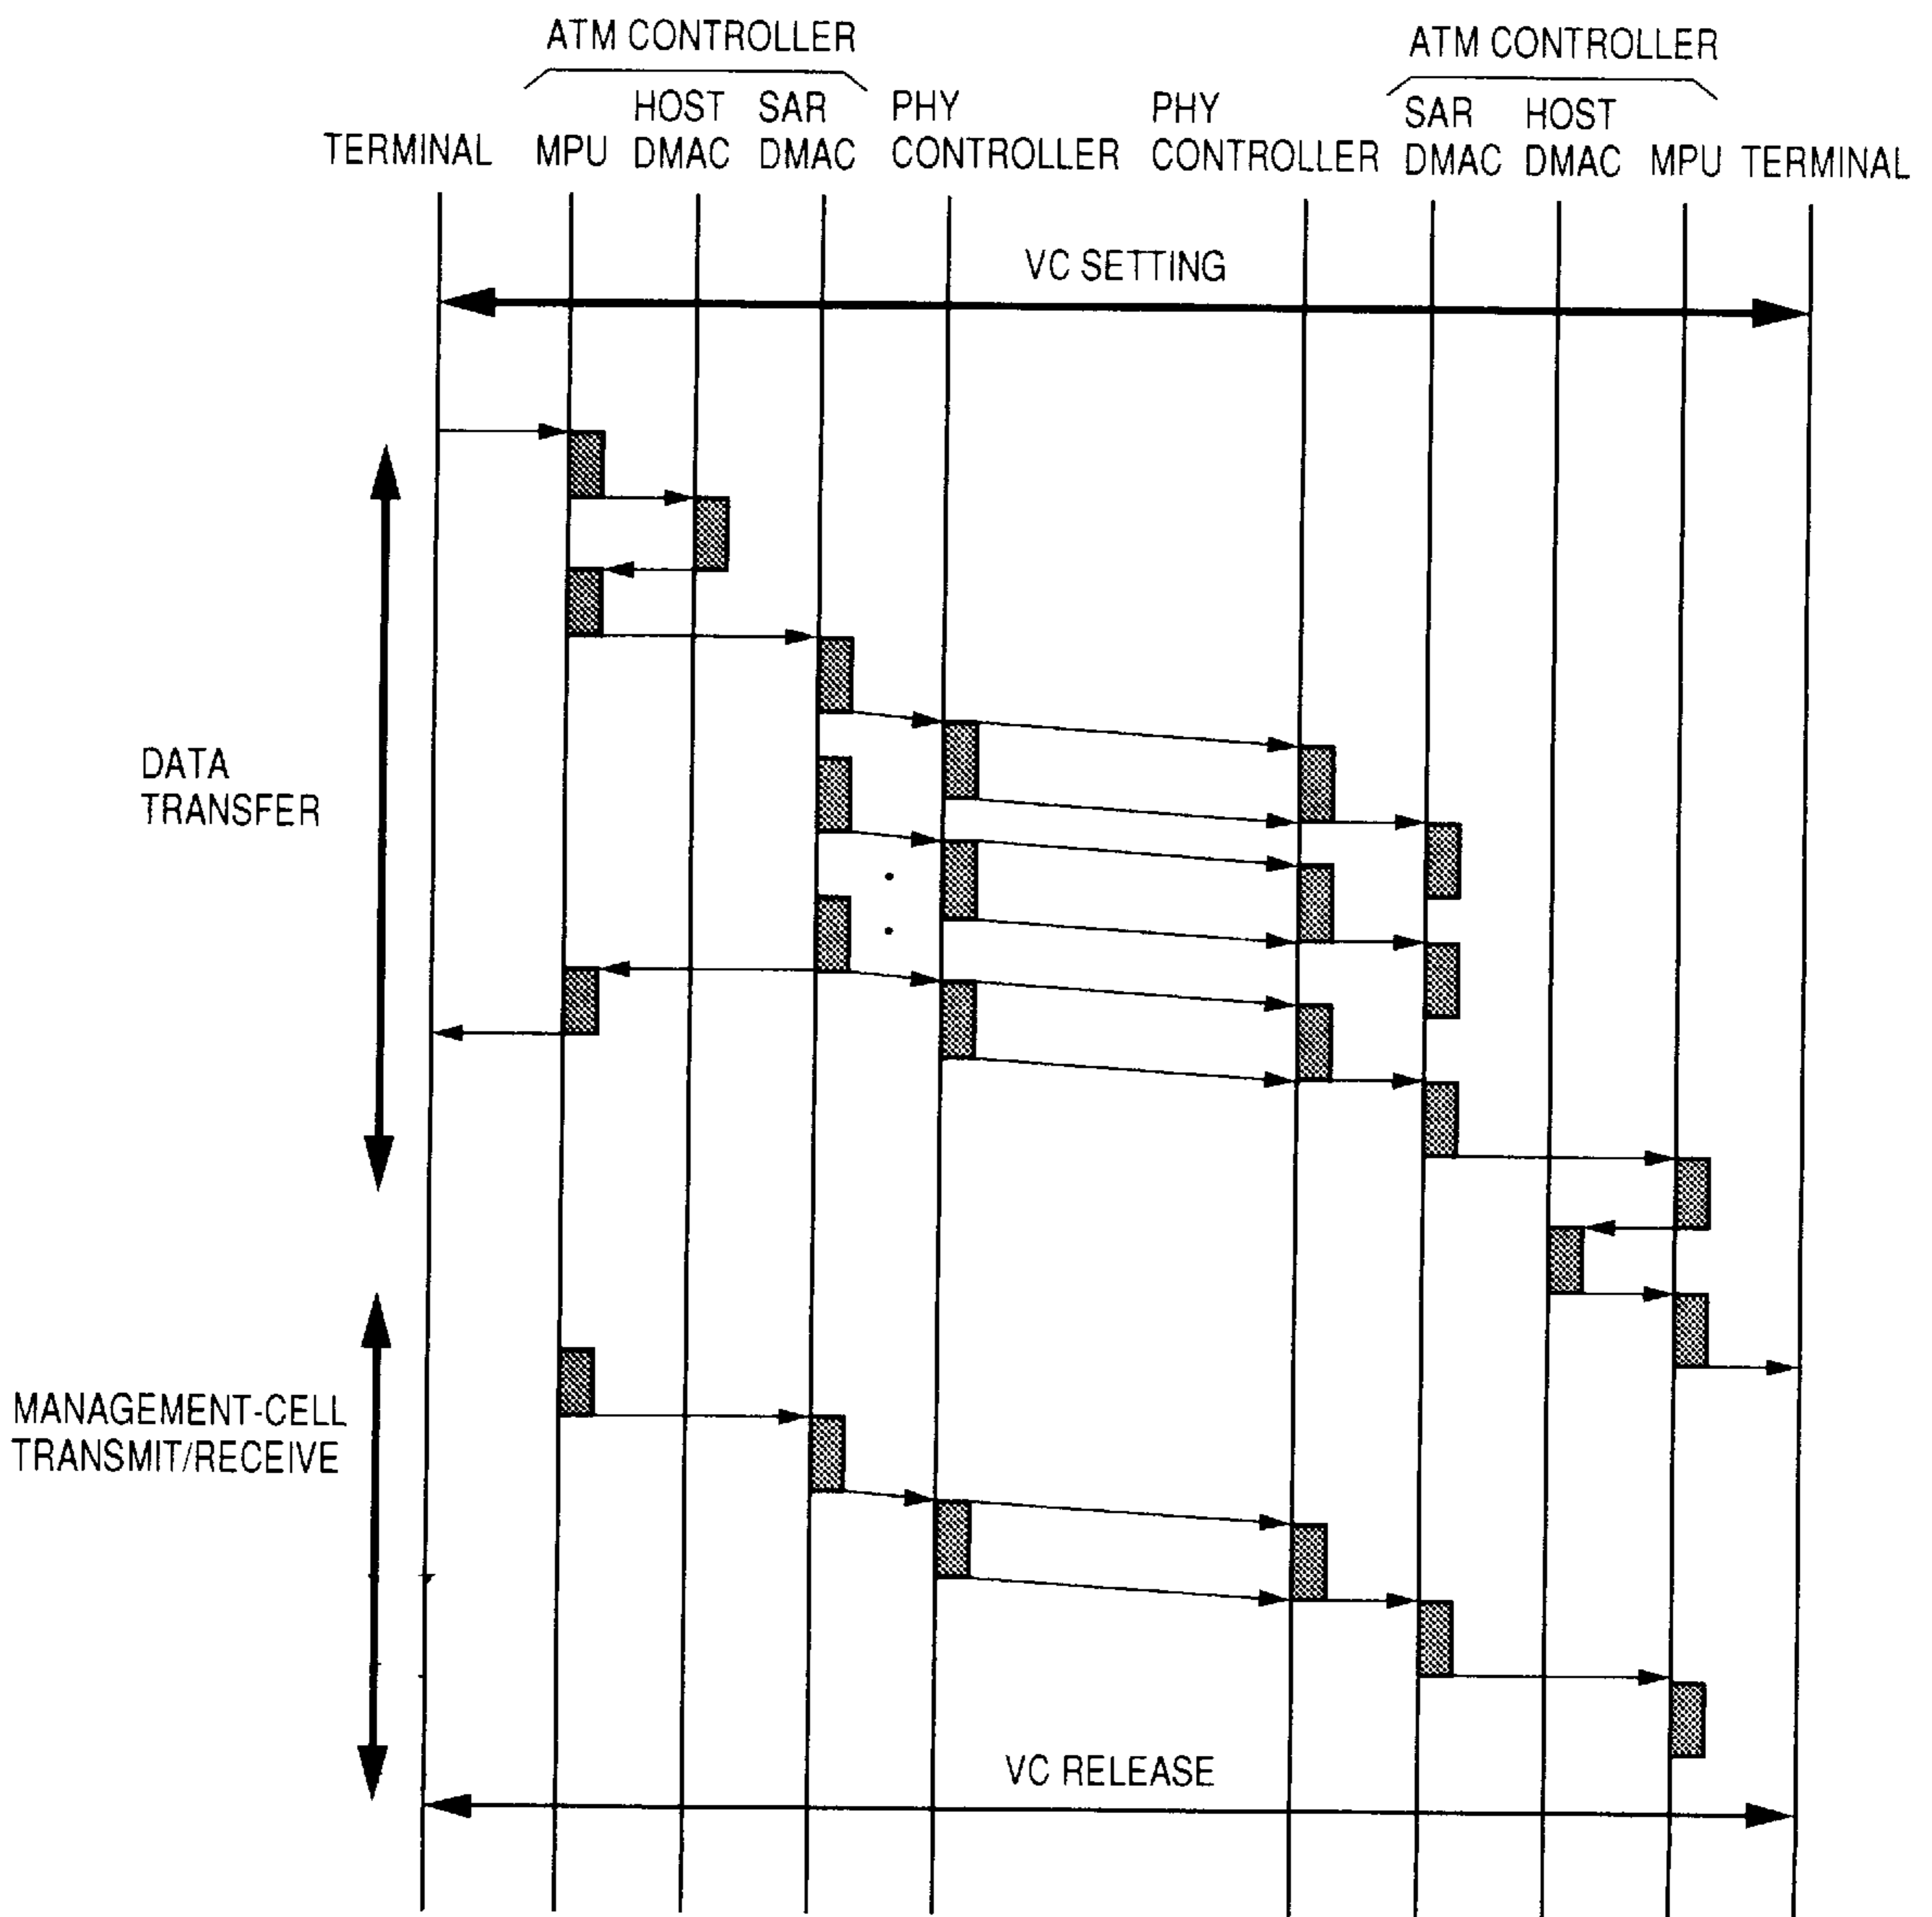 ATM CONTROLLER
ATM CONTROLLER
HOST SAR PHY PHY SAR HOST
TERMINAL MPU DMAC DMAC CONTROLLER CONTROLLER DMAC DMAC MPU TERMINAL
VC SETTING
DATA
TRANSFER
MANAGEMENT-CELL
TRANSMIT/RECEIVE
VC RELEASE